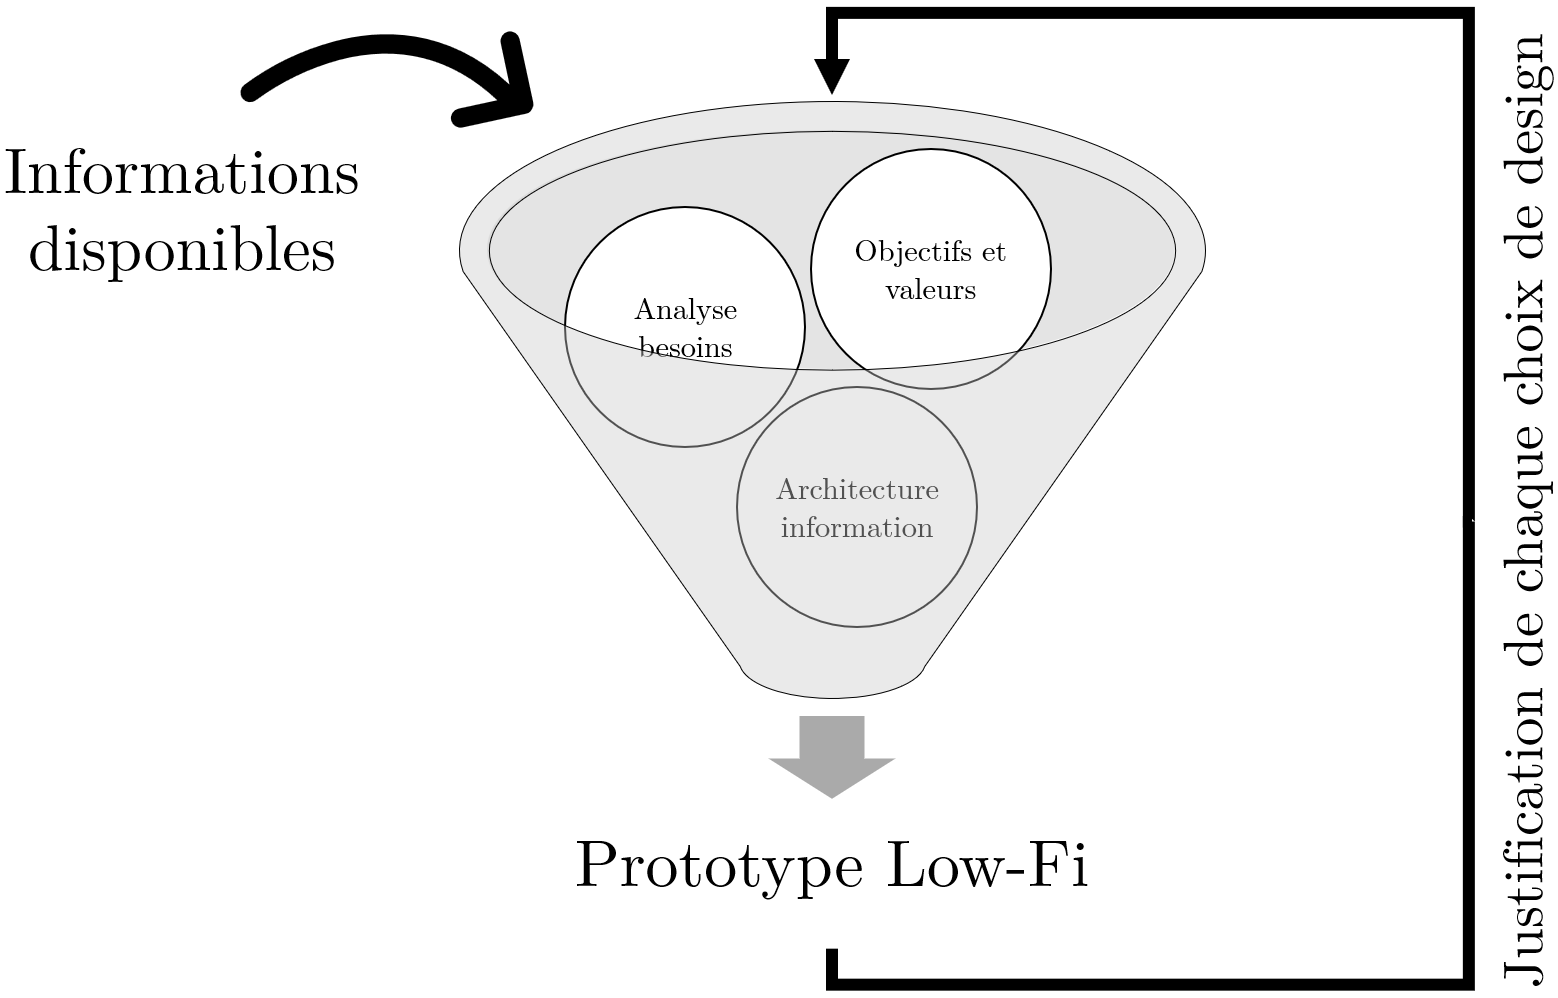 Informations
disponibles
Objectifs et
valeurs
Analyse
besoins
Architecture
information
Prototype Low-Fi
Justification de chaque choix de design